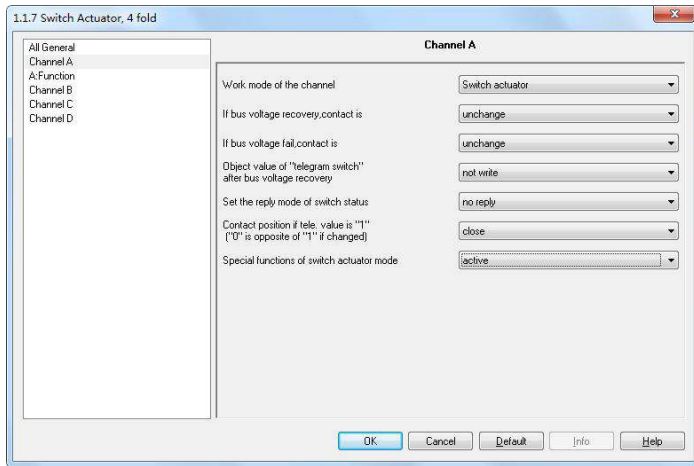 1.1.7 Switch Actuator, 4 fold
All General
Channel A
A:Function
Channel B
Channel C
Channel D
Channel A
Work mode of the channel
Switch actuator
If bus voltage recovery,contact is
unchange
If bus voltage fail,contact is
unchange
Object value of "telegram switch"
after bus voltage recovery
not write
Set the reply mode of switch status
no reply
Contact position if tele. value is "1"
("0" is opposite of "1" if changed)
close
Special functions of switch actuator mode
active
OK
Cancel
Default
Info
Help